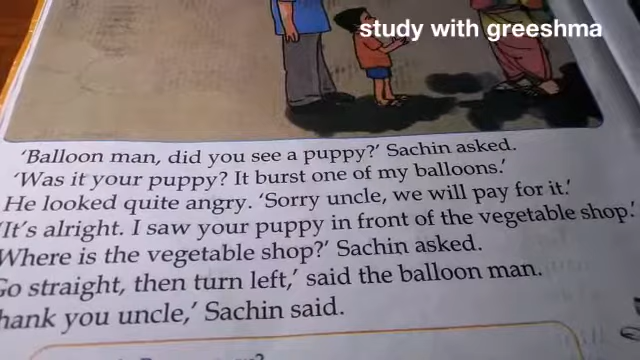 study with greeshma
'Balloon man, did you see a puppy?' Sachin asked.
'Was it your puppy? It burst one of my balloons.'
He looked quite angry. 'Sorry uncle, we will pay for it.'
'It's alright. I saw your puppy in front of the vegetable shop.'
Where is the vegetable shop?' Sachin asked.
Go straight, then turn left,' said the balloon man.
hank you uncle,' Sachin said.